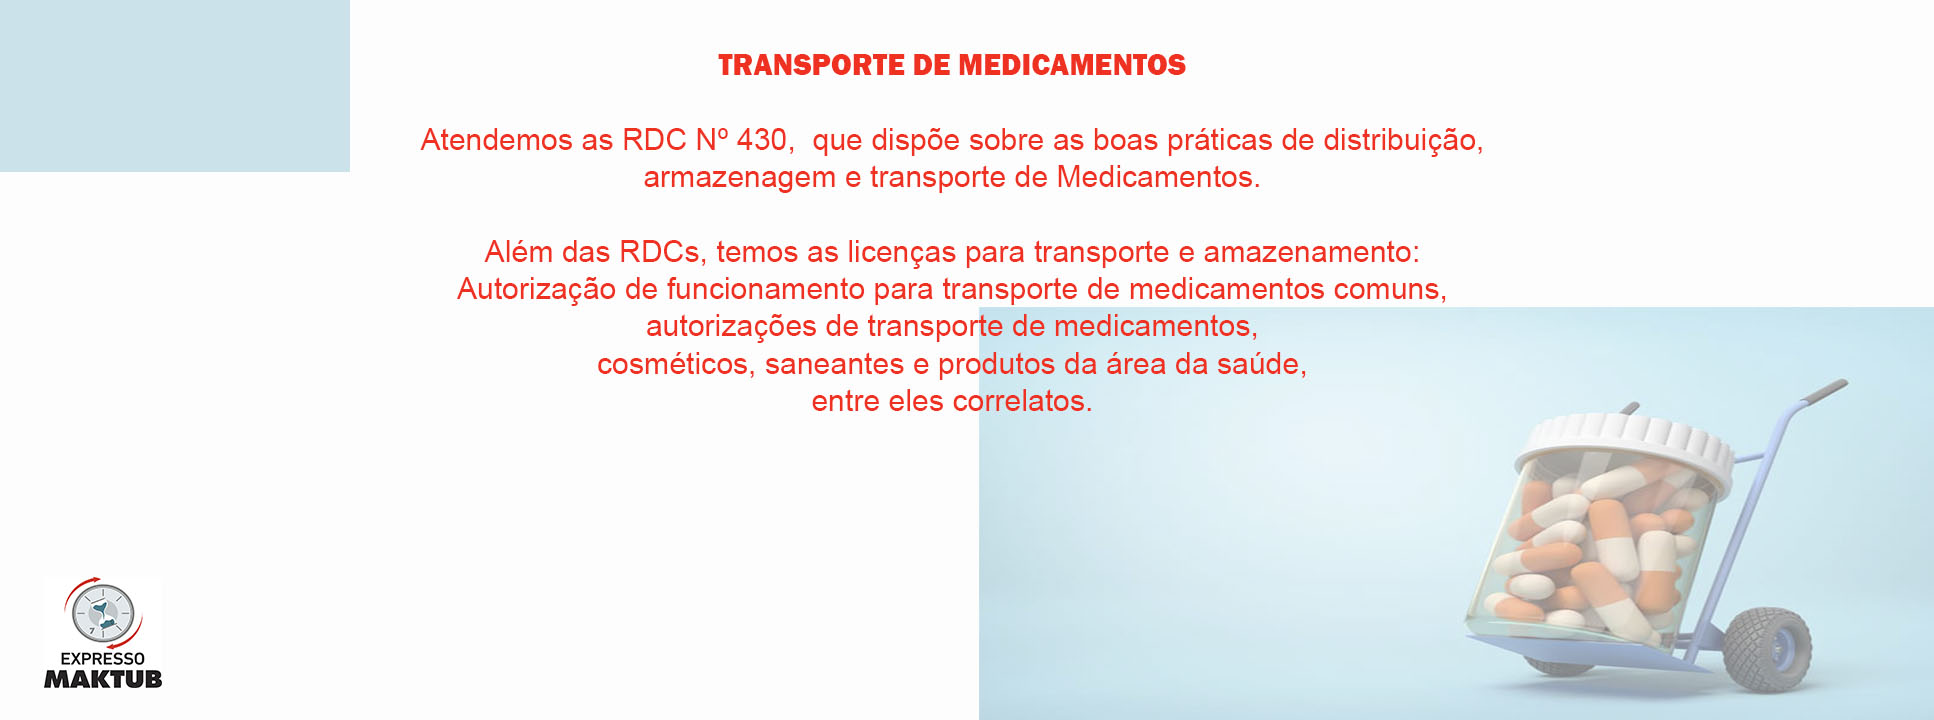 TRANSPORTE DE MEDICAMENTOS
Atendemos as RDC Nº 430,  que dispõe sobre as boas práticas de distribuição,
armazenagem e transporte de Medicamentos.
Além das RDCs, temos as licenças para transporte e amazenamento:
Autorização de funcionamento para transporte de medicamentos comuns,
autorizações de transporte de medicamentos,
cosméticos, saneantes e produtos da área da saúde,
entre eles correlatos.
7
EXPRESSO
MAKTUB